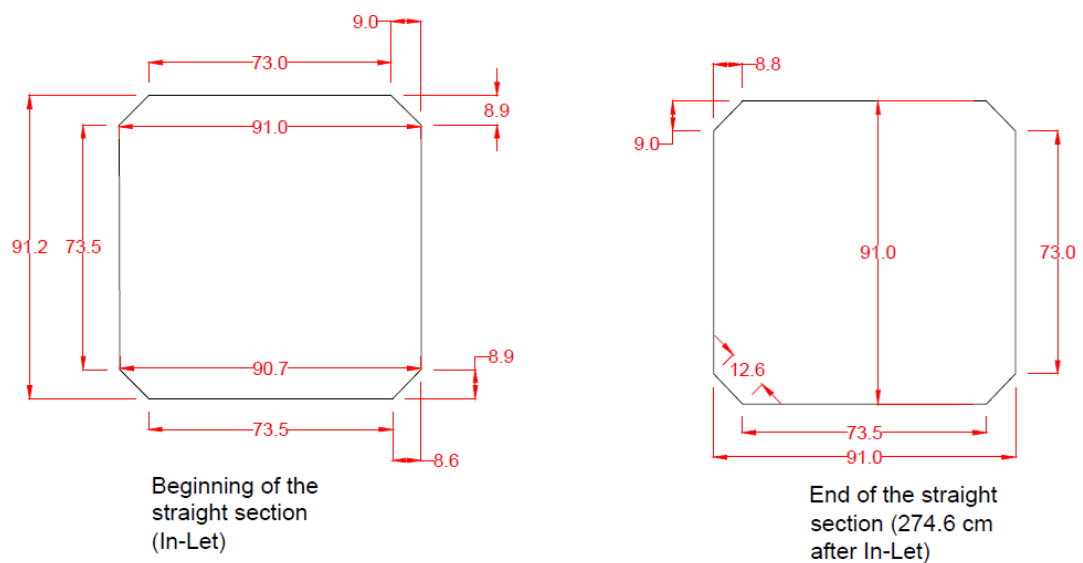 9.0
73.0
8.9
91.0
91.2
73.5
90.7
8.9
73.5
8.6
Beginning of the
straight section
(In-Let)
8.8
9.0
91.0
73.0
12.6
73.5
91.0
End of the straight
section (274.6 cm
after In-Let)